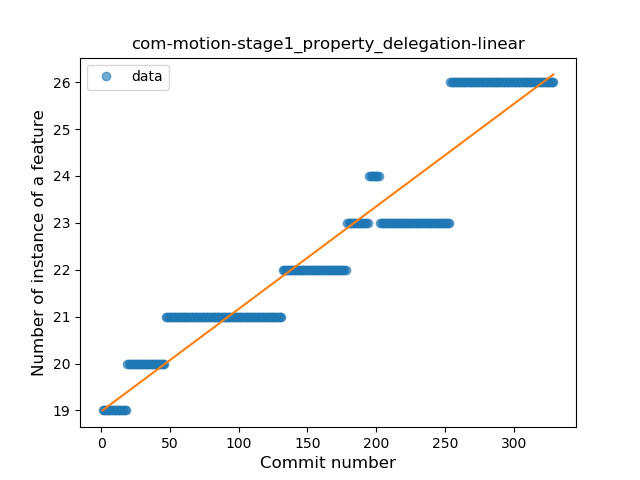 com-motion-stage1_property_delegation-linear
data
Number of instance of a feature
26
25
24
23
22
21
20
19
0 50 100 150 200 250 300
Commit number